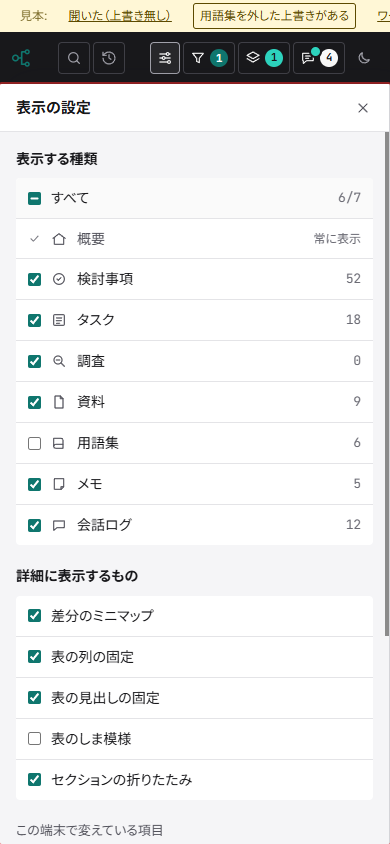 見本: 開いた（上書き無し） 用語集を外した上書きがある
1 1 4
表示の設定
表示する種類
すべて 6/7
概要 常に表示
検討事項 52
タスク 18
調査 0
資料 9
用語集 6
メモ 5
会話ログ 12
詳細に表示するもの
差分のミニマップ
表の列の固定
表の見出しの固定
表のしま模様
セクションの折りたたみ
この端末で変えている項目